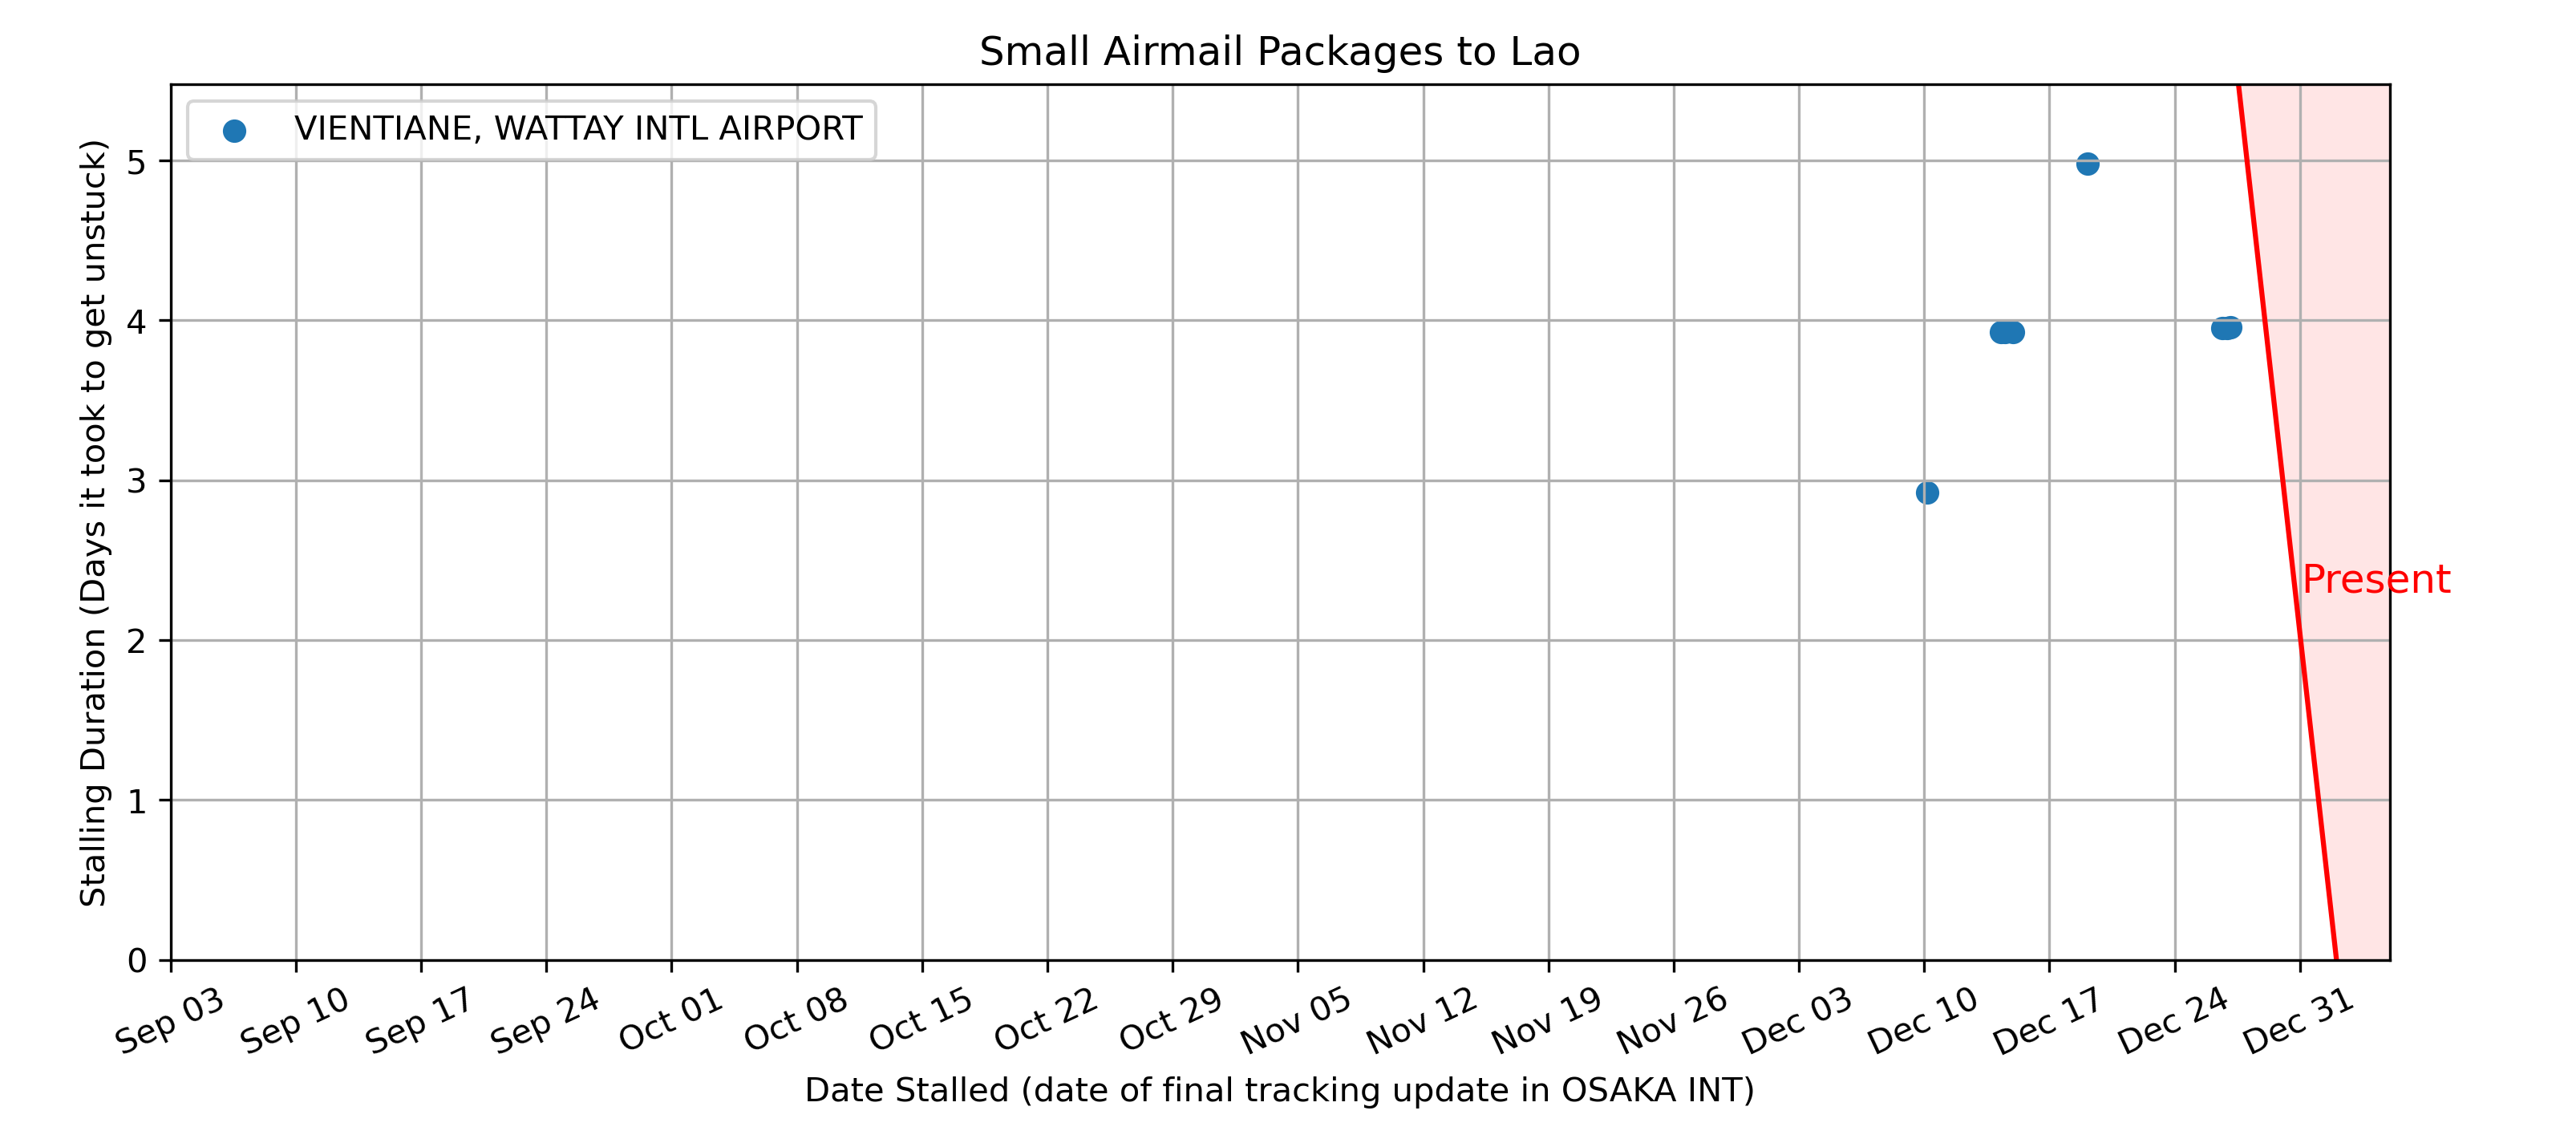 Small Airmail Packages to Lao
VIENTIANE, WATTAY INTL AIRPORT
Stalling Duration (Days it took to get unstuck)
5
4
3
2
1
0
Present
Sep 03
Sep 10
Sep 17
Sep 24
Oct 01
Oct 08
Oct 15
Oct 22
Oct 29
Nov 05
Nov 12
Nov 19
Nov 26
Dec 03
Dec 10
Dec 17
Dec 24
Dec 31
Date Stalled (date of final tracking update in OSAKA INT)